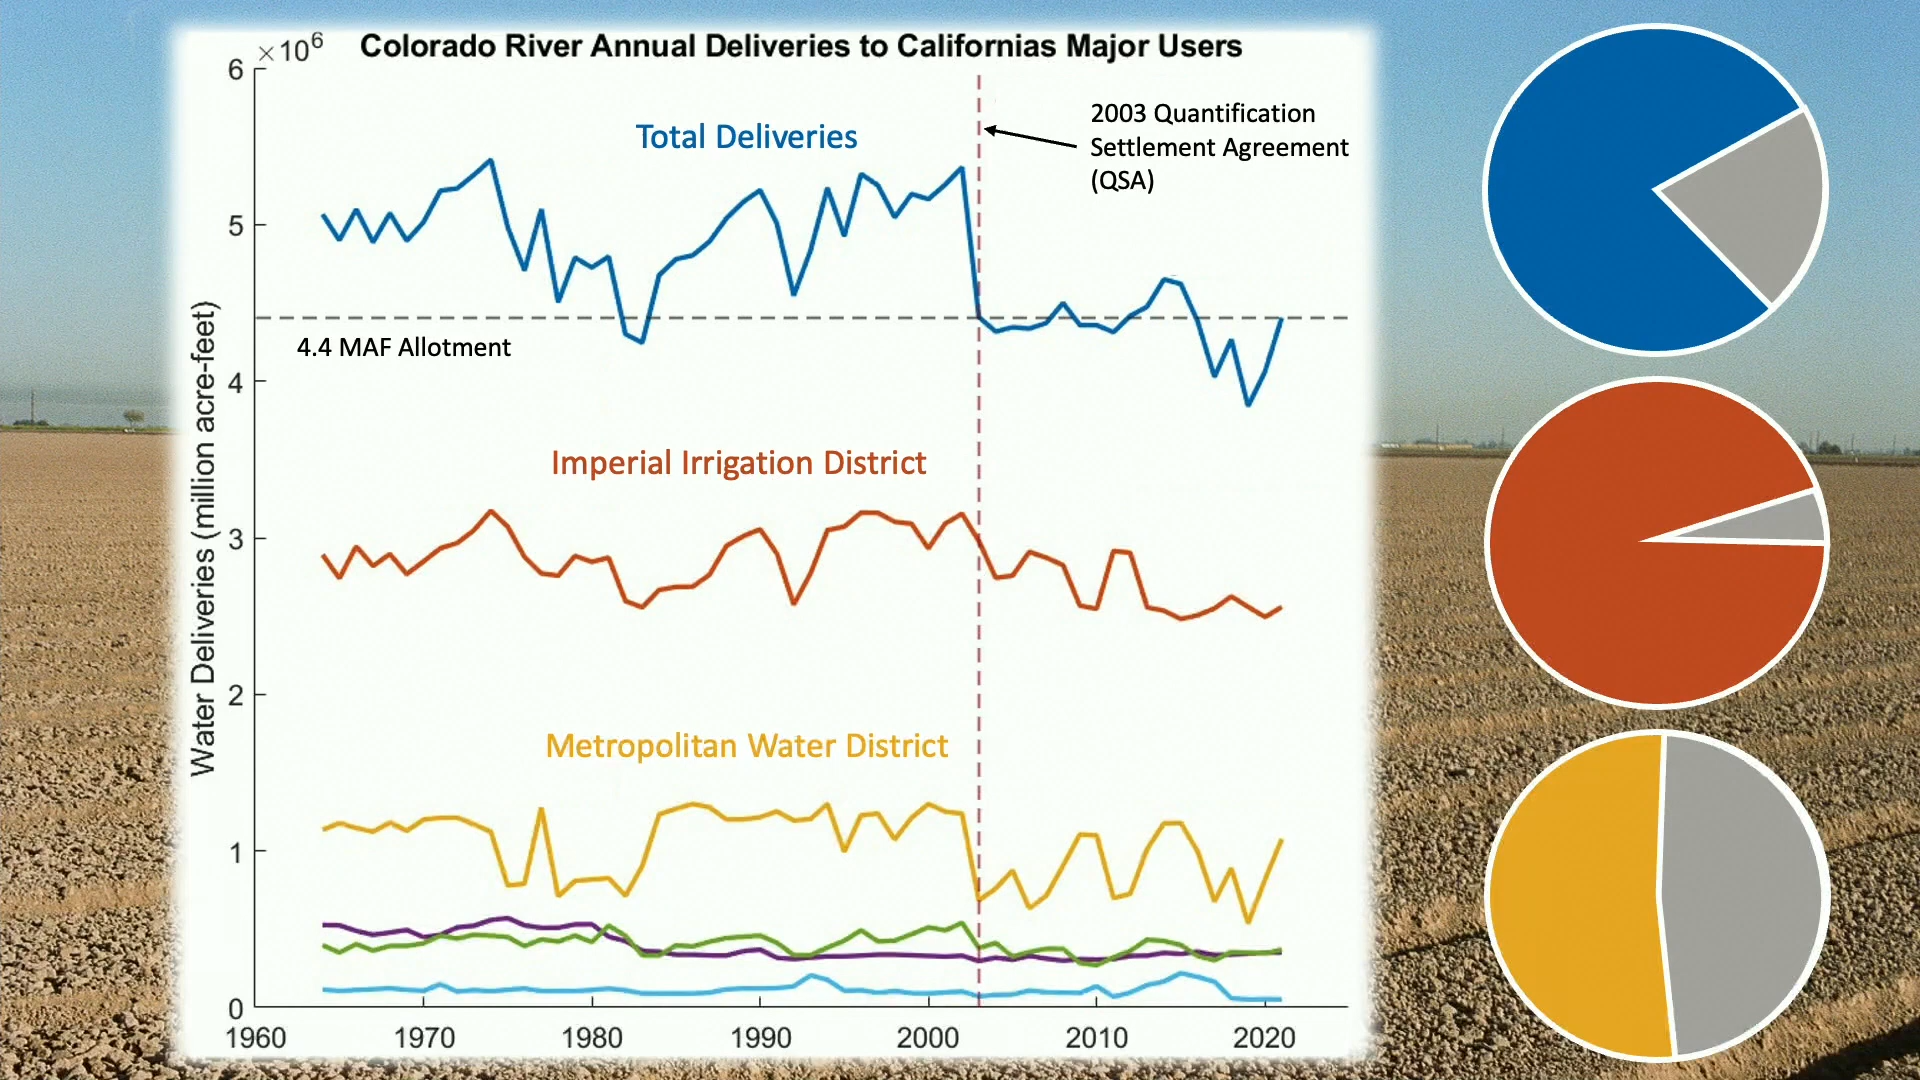 ×10⁶
Colorado River Annual Deliveries to Californias Major Users
6
5
4
3
2
1
0
Water Deliveries (million acre-feet)
Total Deliveries
2003 Quantification
Settlement Agreement
(QSA)
4.4 MAF Allotment
Imperial Irrigation District
Metropolitan Water District
1960 1970 1980 1990 2000 2010 2020